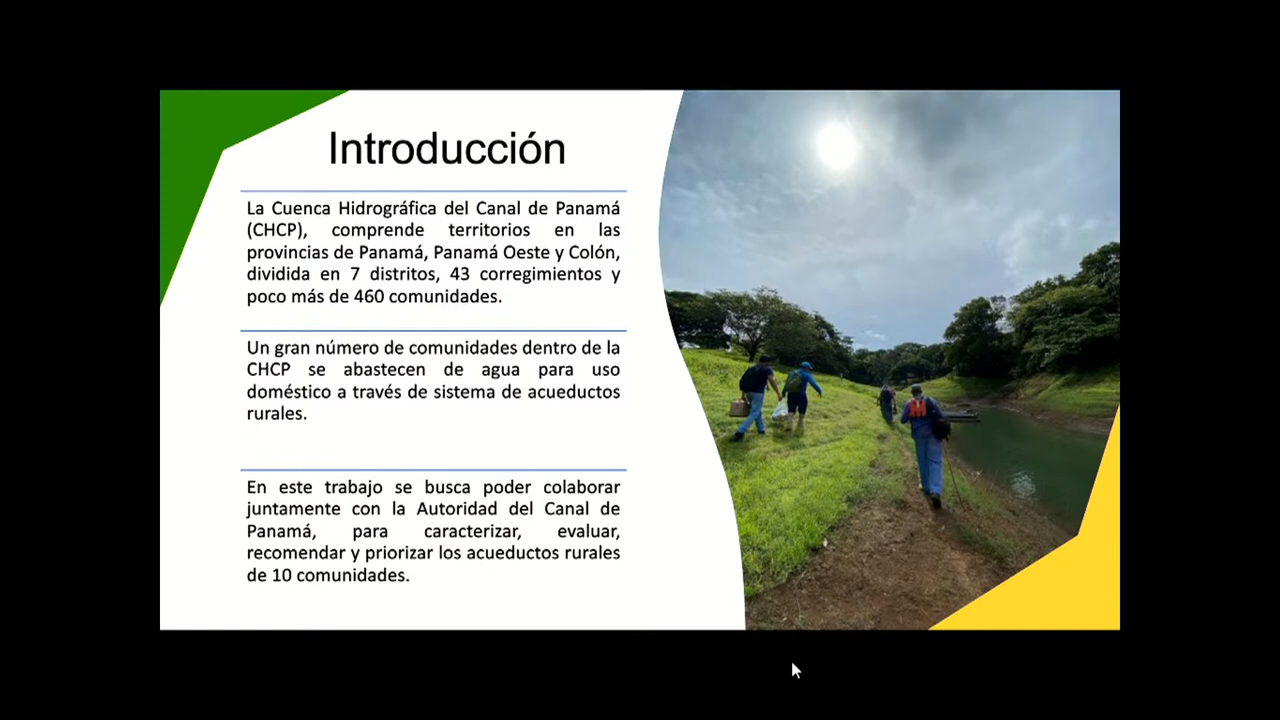 Introducción
La Cuenca Hidrográfica del Canal de Panamá
(CHCP), comprende territorios en las
provincias de Panamá, Panamá Oeste y Colón,
dividida en 7 distritos, 43 corregimientos y
poco más de 460 comunidades.
Un gran número de comunidades dentro de la
CHCP se abastecen de agua para uso
doméstico a través de sistema de acueductos
rurales.
En este trabajo se busca poder colaborar
juntamente con la Autoridad del Canal de
Panamá, para caracterizar, evaluar,
recomendar y priorizar los acueductos rurales
de 10 comunidades.